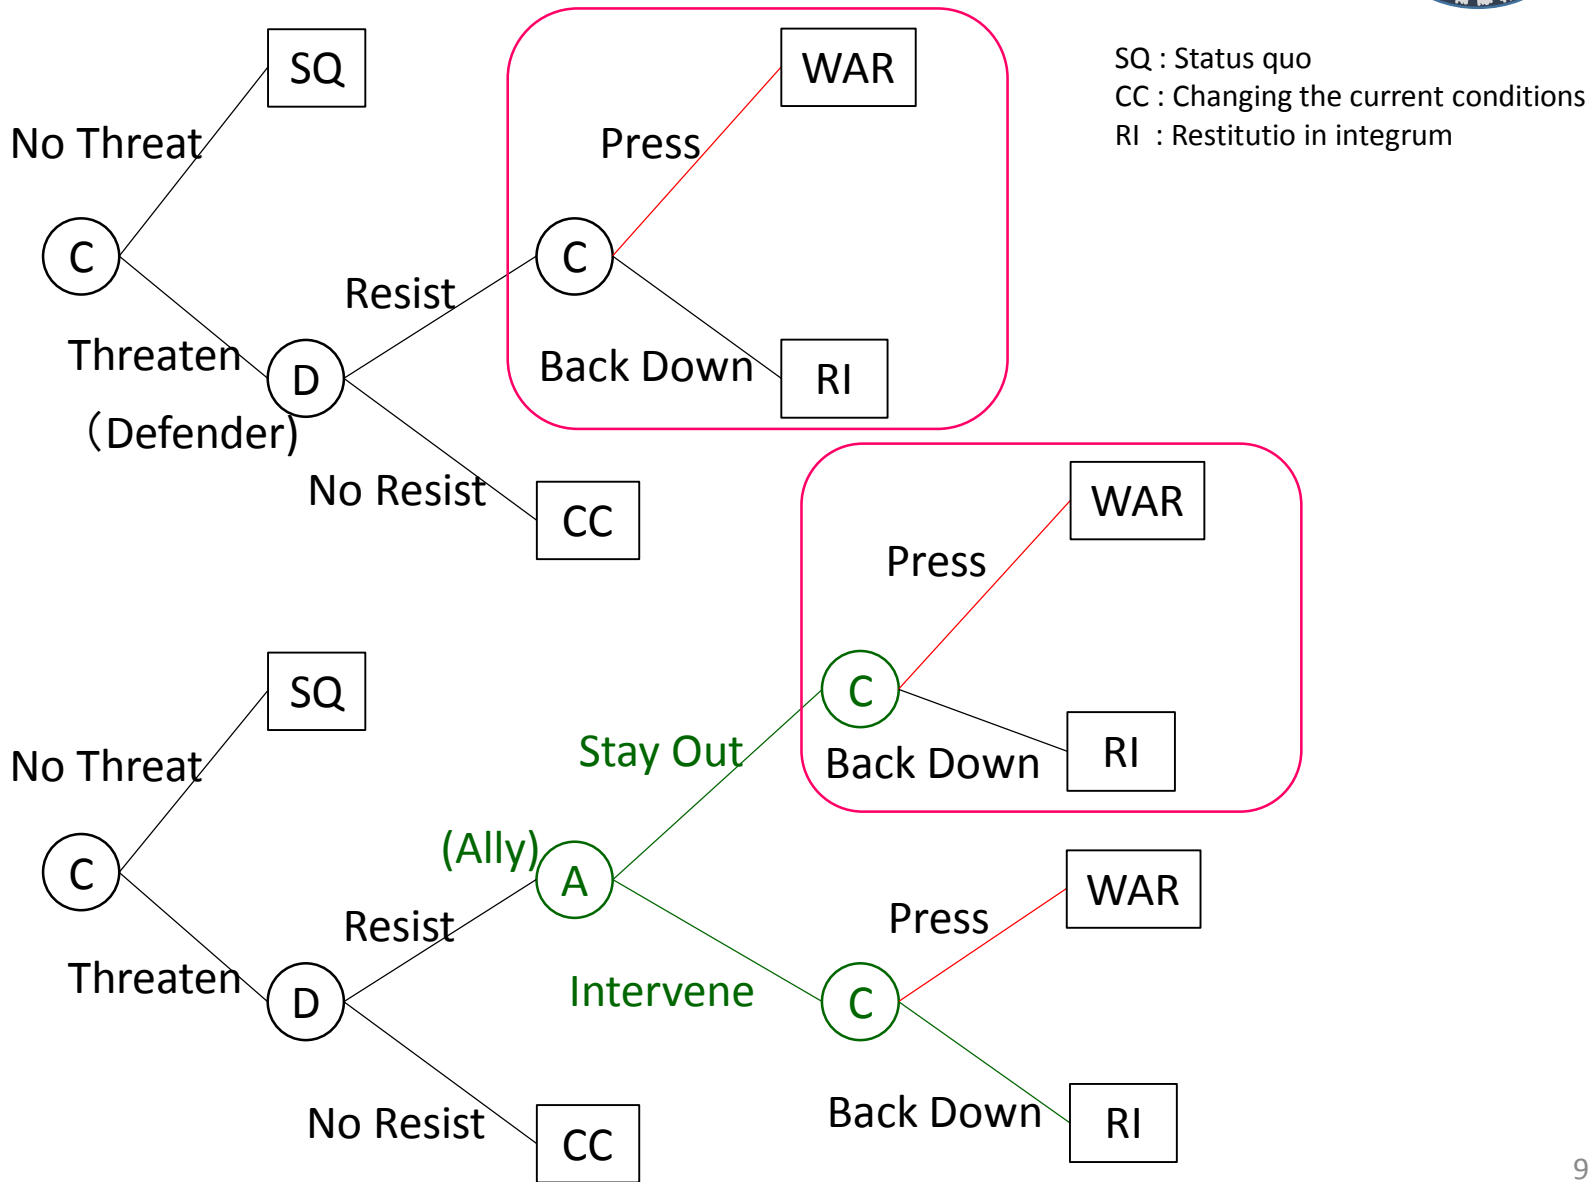 SQ
WAR
SQ : Status quo
CC : Changing the current conditions
RI : Restitutio in integrum
No Threat
Press
C
C
Resist
Threaten
D
Back Down
RI
（Defender)
No Resist
CC
WAR
Press
SQ
C
No Threat
Stay Out
Back Down
RI
(Ally)
C
A
WAR
Resist
Press
Threaten
D
Intervene
C
No Resist
CC
Back Down
RI
9